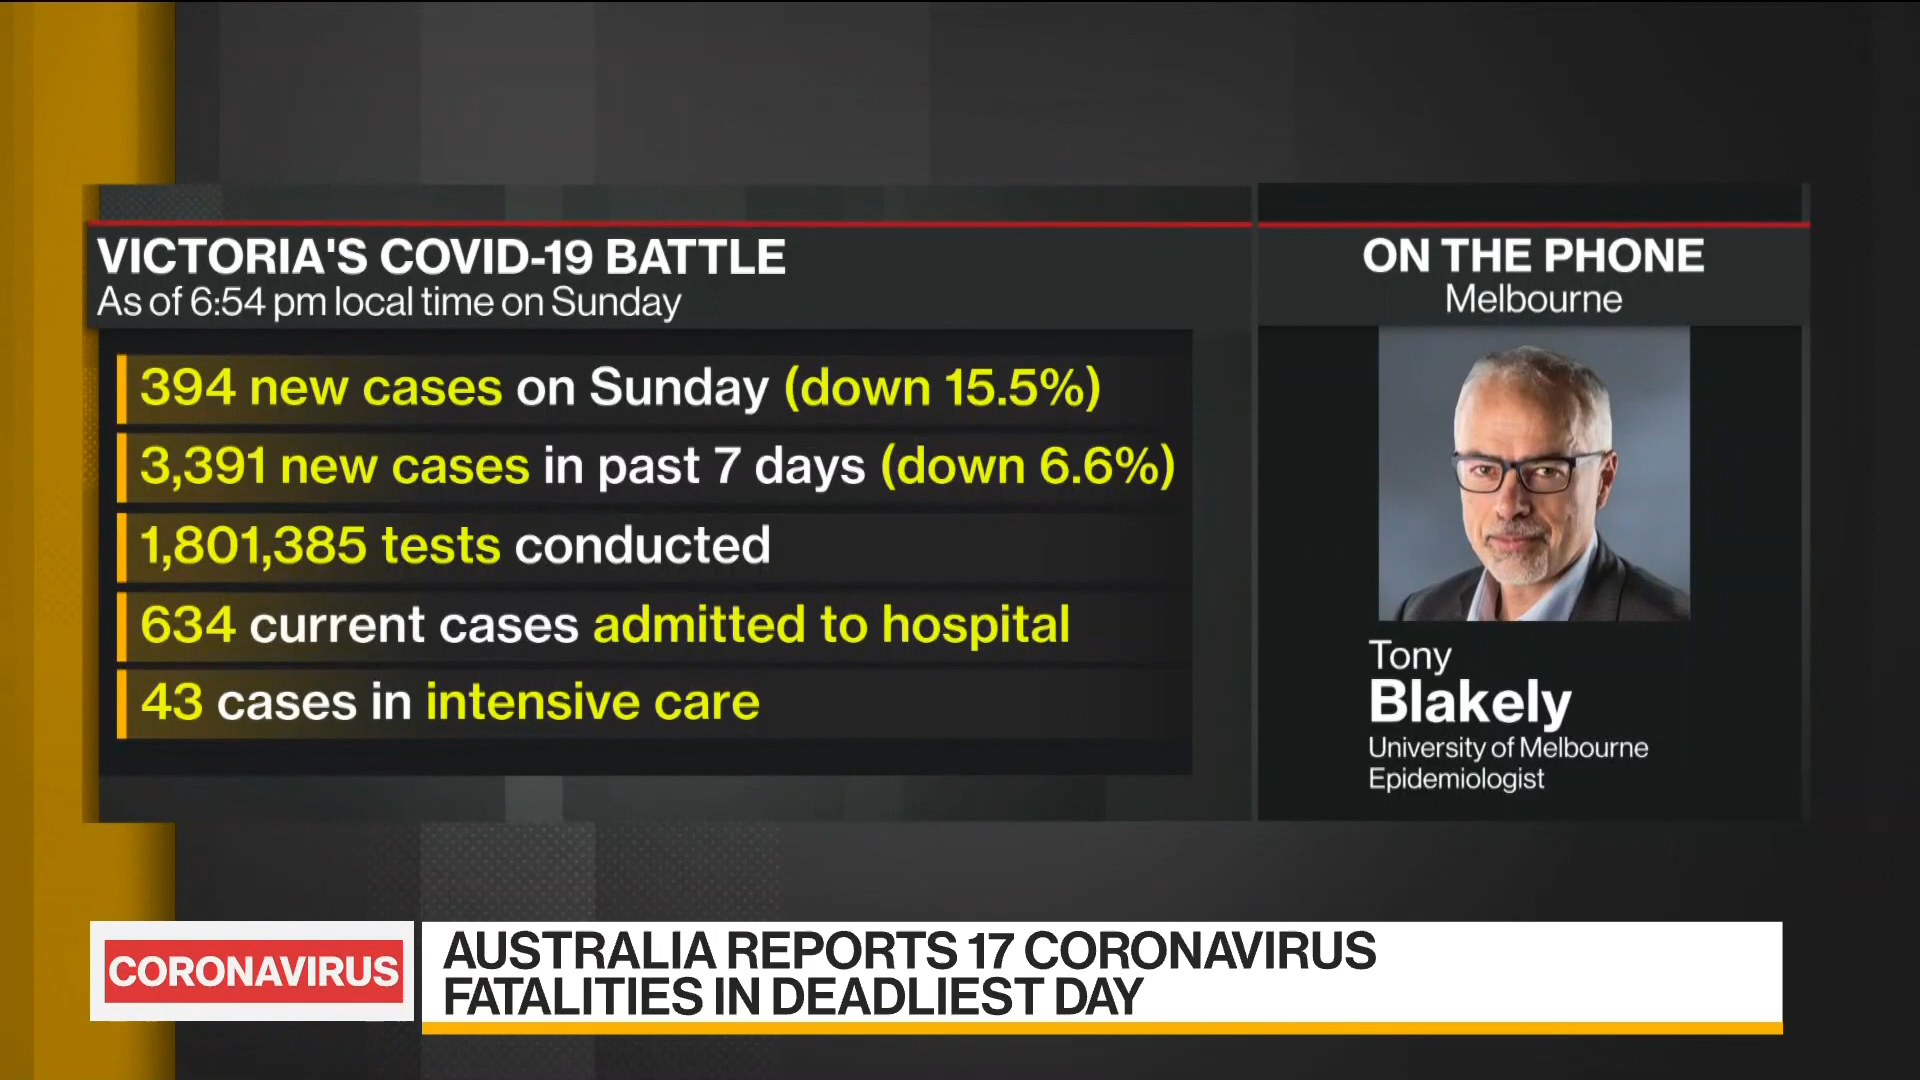 VICTORIA'S COVID-19 BATTLE
As of 6:54 pm local time on Sunday
394 new cases on Sunday (down 15.5%)
3,391 new cases in past 7 days (down 6.6%)
1,801,385 tests conducted
634 current cases admitted to hospital
43 cases in intensive care
ON THE PHONE
Melbourne
Tony
Blakely
University of Melbourne
Epidemiologist
CORONAVIRUS
AUSTRALIA REPORTS 17 CORONAVIRUS
FATALITIES IN DEADLIEST DAY